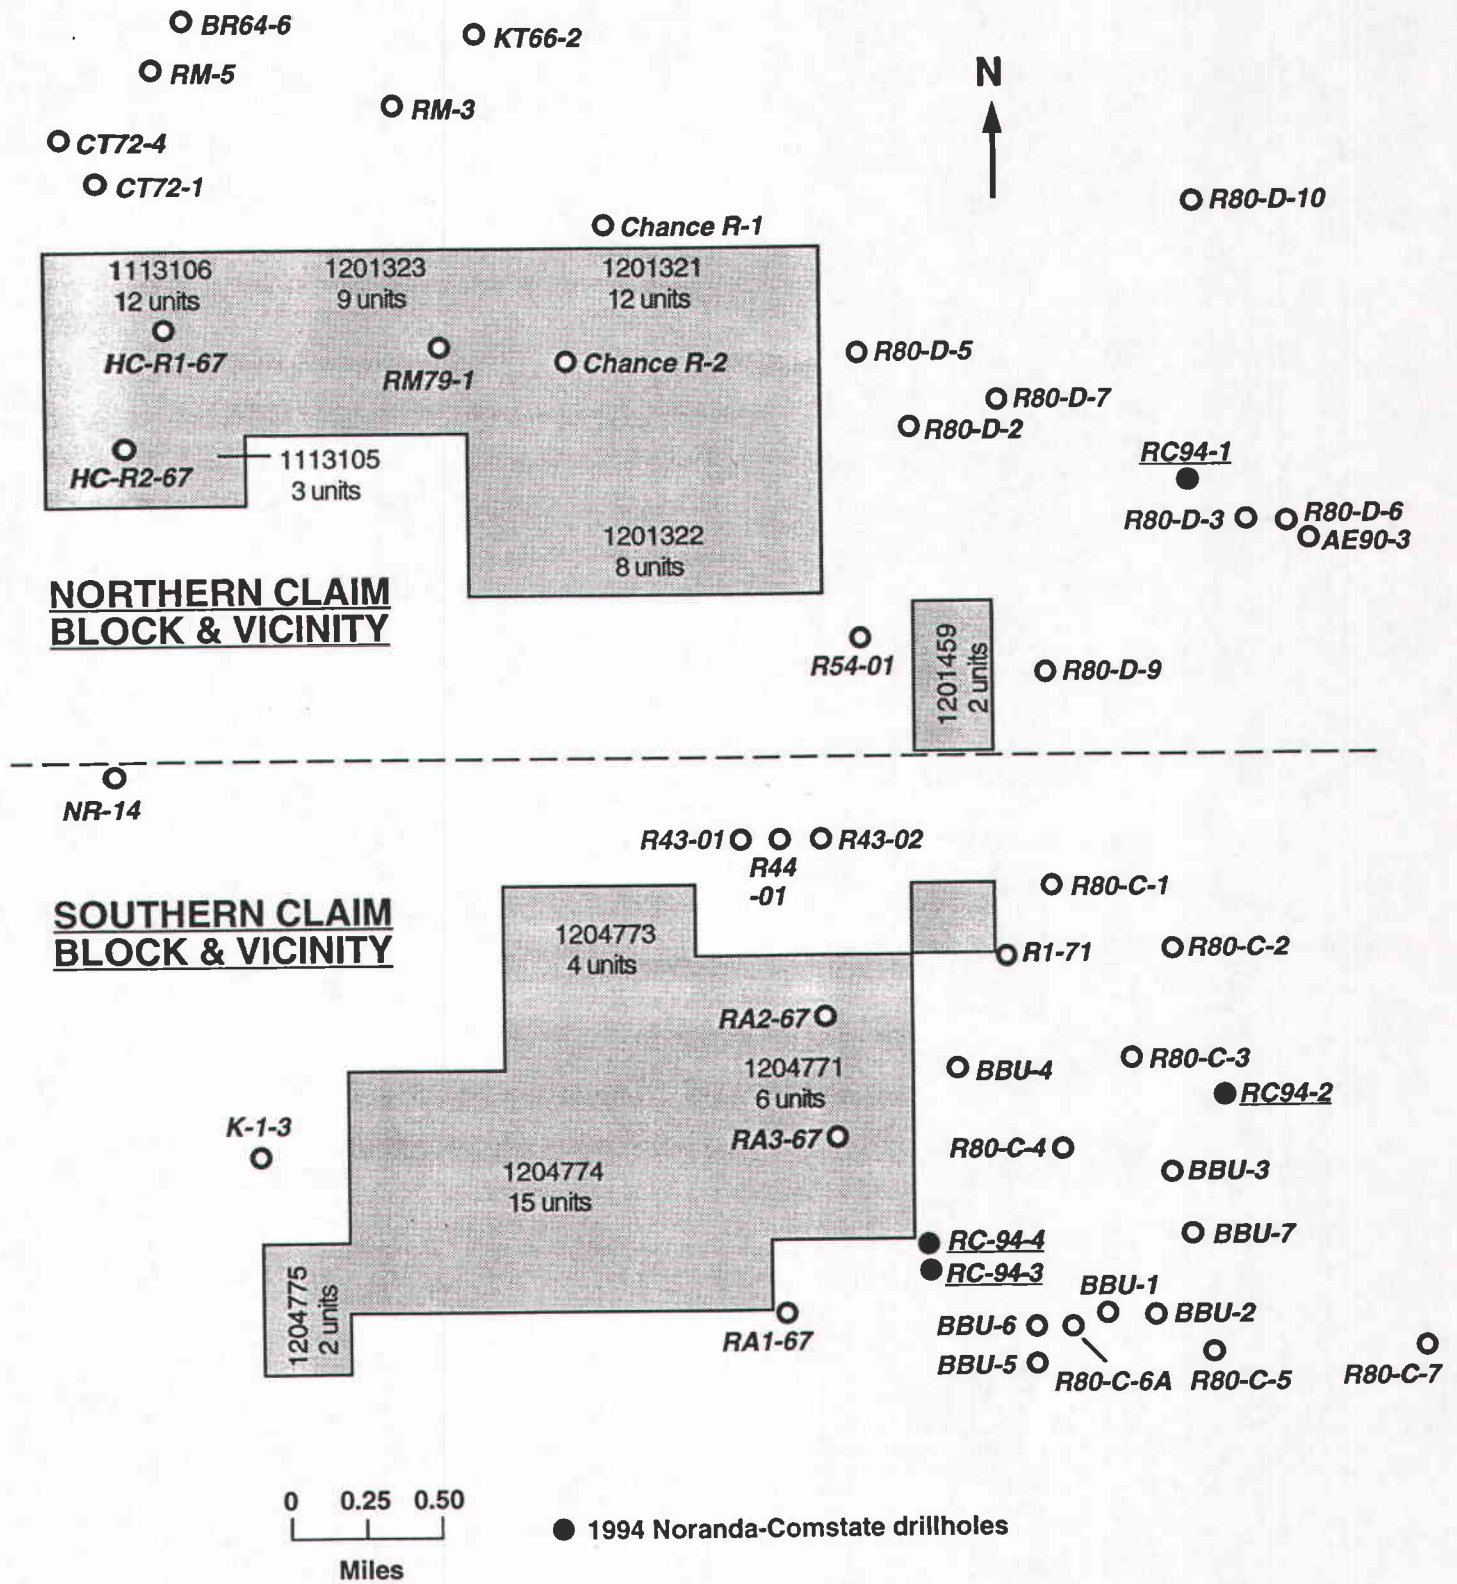 BR64-6
KT66-2
RM-5
N
RM-3
CT72-4
CT72-1
R80-D-10
Chance R-1
1113106
12 units
1201323
9 units
1201321
12 units
HC-R1-67
RM79-1
Chance R-2
R80-D-5
R80-D-7
R80-D-2
HC-R2-67
1113105
3 units
RC94-1
R80-D-3
R80-D-6
AE90-3
1201322
8 units
NORTHERN CLAIM
BLOCK & VICINITY
R54-01
1201459
2 units
R80-D-9
NR-14
R43-01
R44
-01
R43-02
R80-C-1
SOUTHERN CLAIM
BLOCK & VICINITY
1204773
4 units
R1-71
R80-C-2
RA2-67
1204771
6 units
BBU-4
R80-C-3
RC94-2
K-1-3
RA3-67
R80-C-4
BBU-3
1204774
15 units
BBU-7
RC-94-4
RC-94-3
1204775
2 units
BBU-1
BBU-2
BBU-6
RA1-67
BBU-5
R80-C-6A
R80-C-5
R80-C-7
0 0.25 0.50
Miles
1994 Noranda-Comstate drillholes